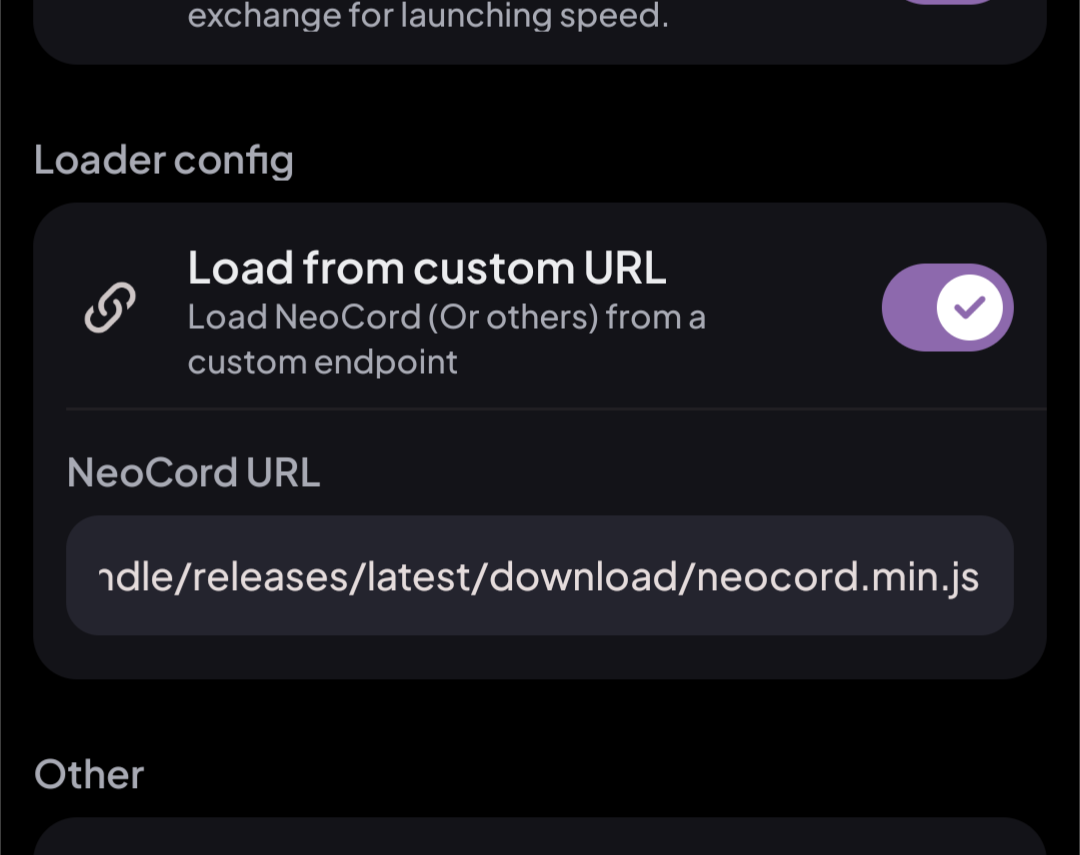 exchange for launching speed.
Loader config
Load from custom URL
Load NeoCord (Or others) from a
custom endpoint
NeoCord URL
ndle/releases/latest/download/neocord.min.js
Other